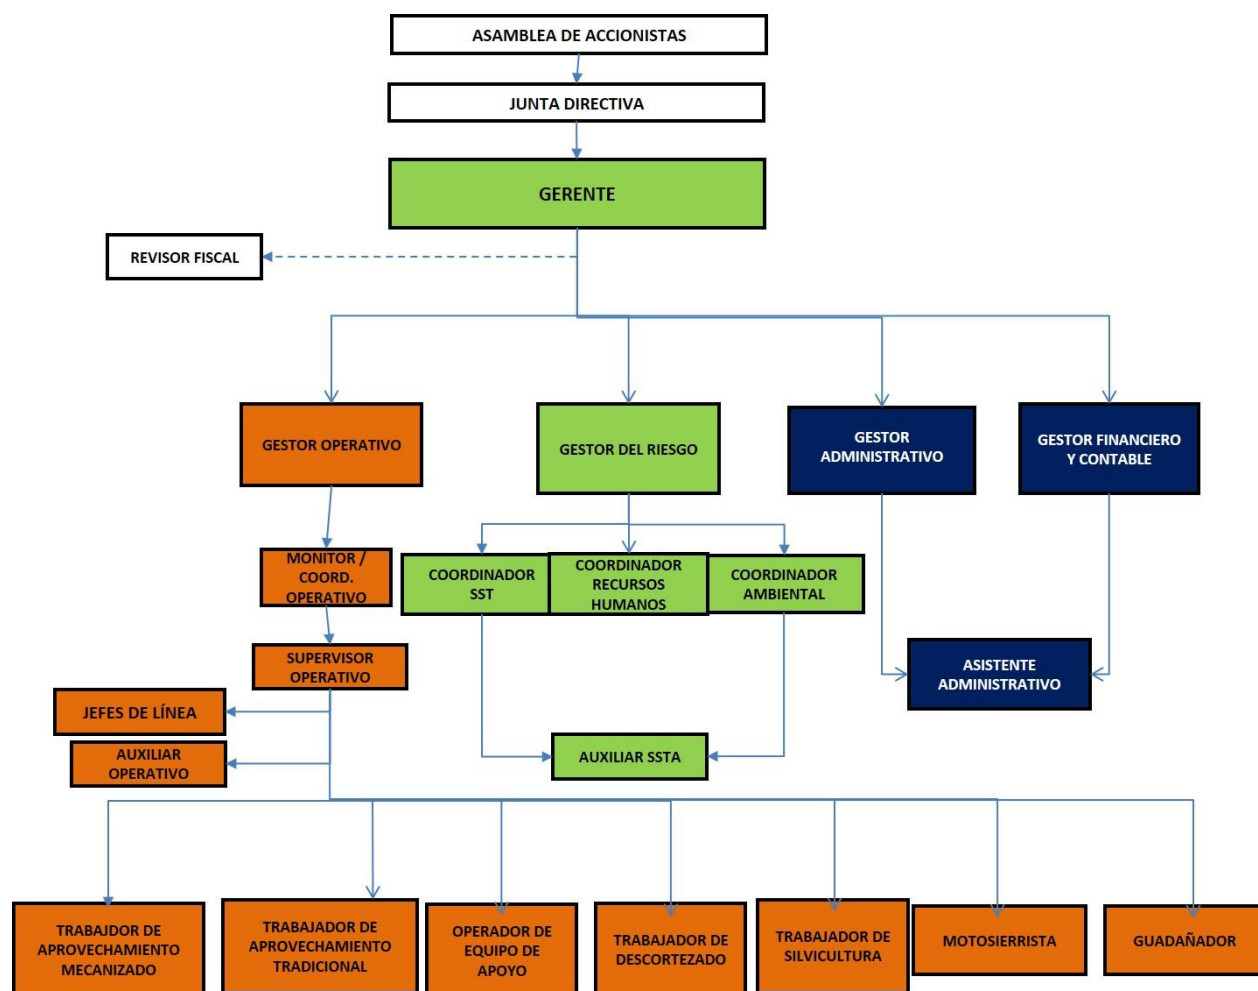 ASAMBLEA DE ACCIONISTAS
JUNTA DIRECTIVA
GERENTE
REVISOR FISCAL
GESTOR OPERATIVO
GESTOR DEL RIESGO
GESTOR
ADMINISTRATIVO
GESTOR FINANCIERO
Y CONTABLE
MONITOR /
COORD.
OPERATIVO
COORDINADOR
SST
COORDINADOR
RECURSOS
HUMANOS
COORDINADOR
AMBIENTAL
SUPERVISOR
OPERATIVO
ASISTENTE
ADMINISTRATIVO
JEFES DE LÍNEA
AUXILIAR
OPERATIVO
AUXILIAR SSTA
TRABAJDOR DE
APROVECHAMIENTO
MECANIZADO
TRABAJADOR DE
APROVECHAMIENTO
TRADICIONAL
OPERADOR DE
EQUIPO DE
APOYO
TRABAJADOR DE
DESCORTEZADO
TRABAJADOR DE
SILVICULTURA
MOTOSIERRISTA
GUADAÑADOR